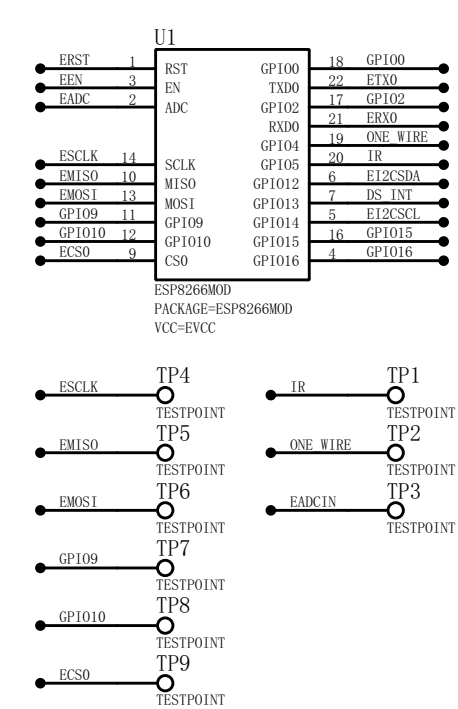 U1
ERST 1 RST GPIO0 18 GPIO0
EEN 3 EN TXD0 22 ETX0
EADC 2 ADC GPIO2 17 GPIO2
RXD0 21 ERX0
GPIO4 19 ONE_WIRE
ESCLK 14 SCLK GPIO5 20 IR
EMISO 10 MISO GPIO12 6 EI2CSDA
EMOSI 13 MOSI GPIO13 7 DS_INT
GPIO9 11 GPIO9 GPIO14 5 EI2CSCL
GPIO10 12 GPIO10 GPIO15 16 GPIO15
ECS0 9 CS0 GPIO16 4 GPIO16
ESP8266MOD
PACKAGE=ESP8266MOD
VCC=EVCC
ESCLK TP4 IR TP1
TESTPOINT TESTPOINT
EMISO TP5 ONE_WIRE TP2
TESTPOINT TESTPOINT
EMOSI TP6 EADCIN TP3
TESTPOINT TESTPOINT
GPIO9 TP7
TESTPOINT
GPIO10 TP8
TESTPOINT
ECS0 TP9
TESTPOINT